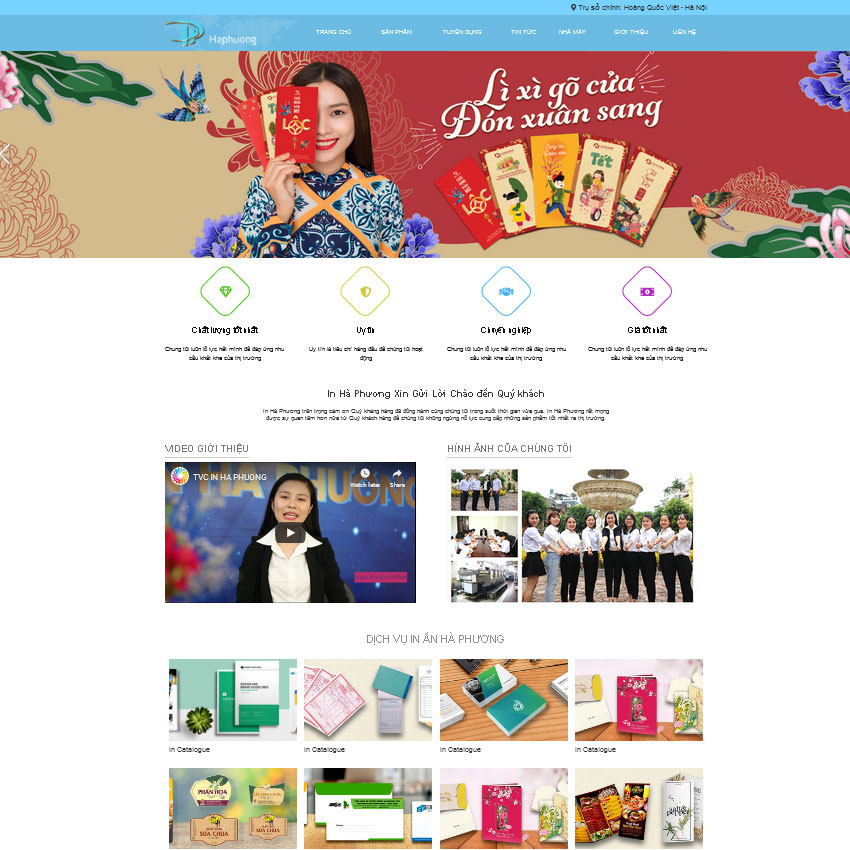 Trụ sở chính: Hoàng Quốc Việt - Hà Nội
Haphuong
TRANG CHỦ SẢN PHẨM TUYỂN DỤNG TIN TỨC NHÀ MÁY GIỚI THIỆU LIÊN HỆ
Lì xì gõ cửa
Đón xuân sang
LỘC
Tết
LỘC
Tết
Chất lượng tốt nhất
Uy tín
Chuyên nghiệp
Giá tốt nhất
Chúng tôi luôn lỗ lực hết mình để đáp ứng nhu
cầu khắt khe của thị trường
Uy tín là tiêu chí hàng đầu để chúng tôi hoạt
động
Chúng tôi luôn lỗ lực hết mình để đáp ứng nhu
cầu khắt khe của thị trường
Chúng tôi luôn lỗ lực hết mình để đáp ứng nhu
cầu khắt khe của thị trường
In Hà Phương Xin Gửi Lời Chào đến Quý khách
In Hà Phương trân trọng cảm ơn Quý khàng hàng đã đồng hành cùng chúng tôi trong suốt thời gian vừa qua. In Hà Phương rất mong
được sự quan tâm hơn nữa từ Quý khách hàng để chúng tôi không ngừng nỗ lực cung cấp những sản phẩm tốt nhất ra thị trường.
VIDEO GIỚI THIỆU
HÌNH ẢNH CỦA CHÚNG TÔI
TVC IN HA PHUONG
Watch later
Share
DỊCH VỤ IN ẤN HÀ PHƯƠNG
In Catalogue
In Catalogue
In Catalogue
In Catalogue
PHẤN HOA
SỮA CHUA
SỮA CHUA